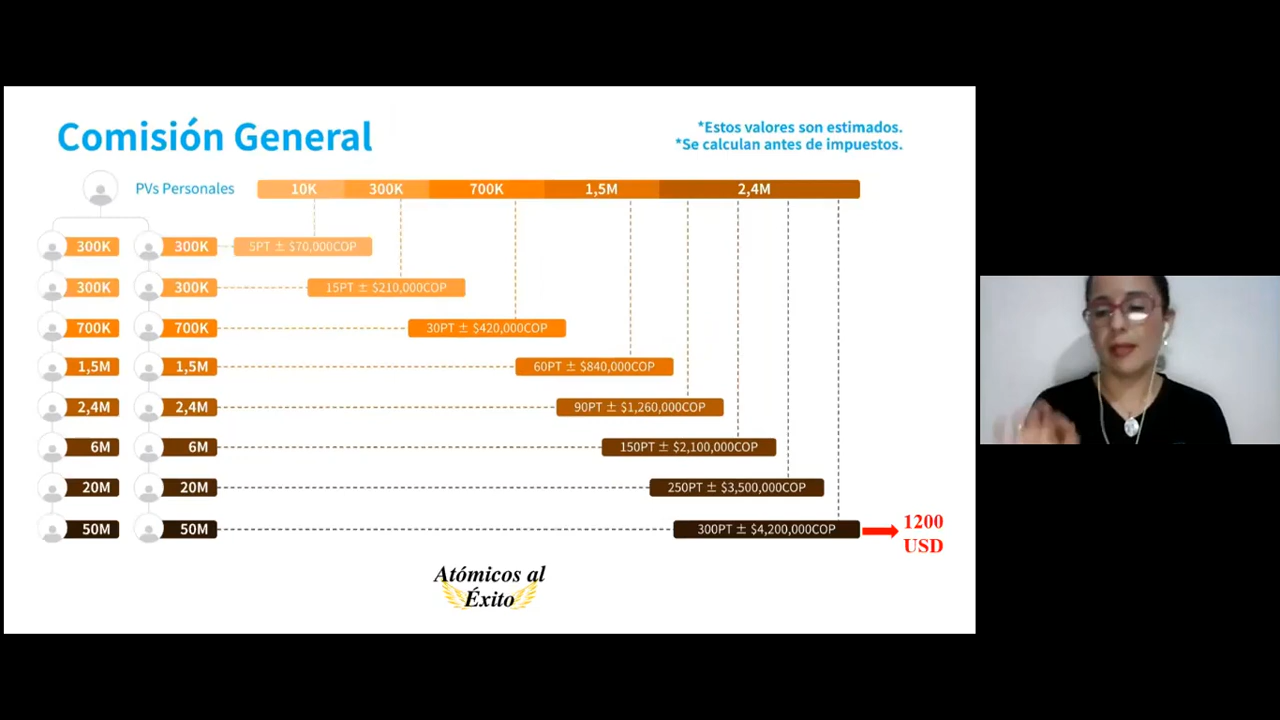 Comisión General
*Estos valores son estimados.
*Se calculan antes de impuestos.
PVs Personales 10K 300K 700K 1,5M 2,4M
300K 300K 5PT ± $70,000COP
300K 300K 15PT ± $210,000COP
700K 700K 30PT ± $420,000COP
1,5M 1,5M 60PT ± $840,000COP
2,4M 2,4M 90PT ± $1,260,000COP
6M 6M 150PT ± $2,100,000COP
20M 20M 250PT ± $3,500,000COP
50M 50M 300PT ± $4,200,000COP
1200
USD
Atómicos al
Éxito